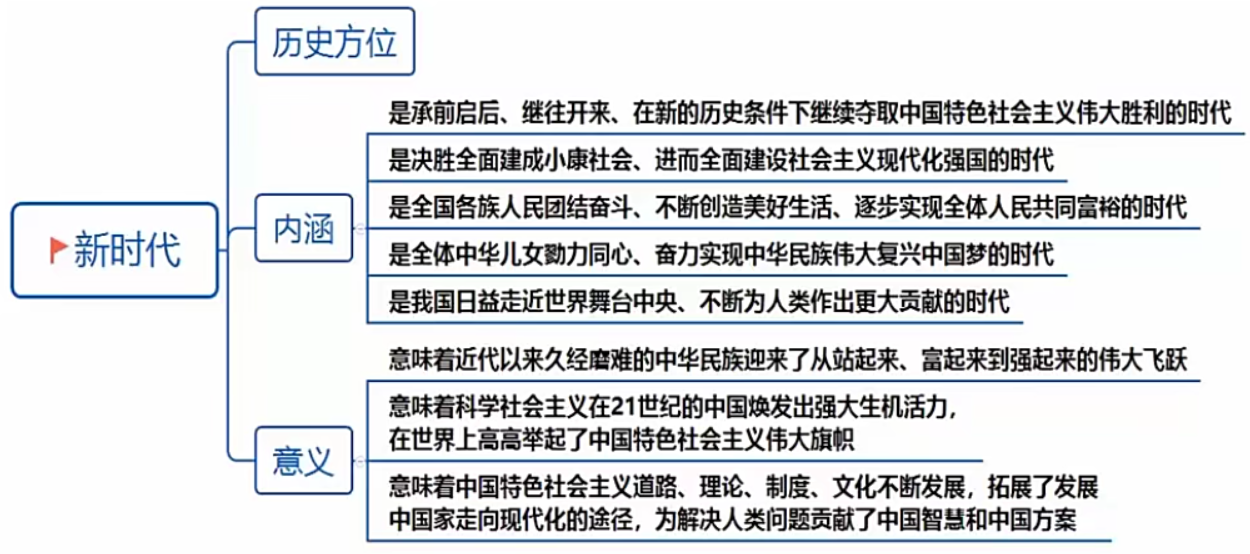 历史方位
是承前启后、继往开来、在新的历史条件下继续夺取中国特色社会主义伟大胜利的时代
是决胜全面建成小康社会、进而全面建设社会主义现代化强国的时代
新时代
内涵
是全国各族人民团结奋斗、不断创造美好生活、逐步实现全体人民共同富裕的时代
是全体中华儿女勠力同心、奋力实现中华民族伟大复兴中国梦的时代
是我国日益走近世界舞台中央、不断为人类作出更大贡献的时代
意味着近代以来久经磨难的中华民族迎来了从站起来、富起来到强起来的伟大飞跃
意味着科学社会主义在21世纪的中国焕发出强大生机活力，
在世界上高高举起了中国特色社会主义伟大旗帜
意义
意味着中国特色社会主义道路、理论、制度、文化不断发展，拓展了发展
中国家走向现代化的途径，为解决人类问题贡献了中国智慧和中国方案